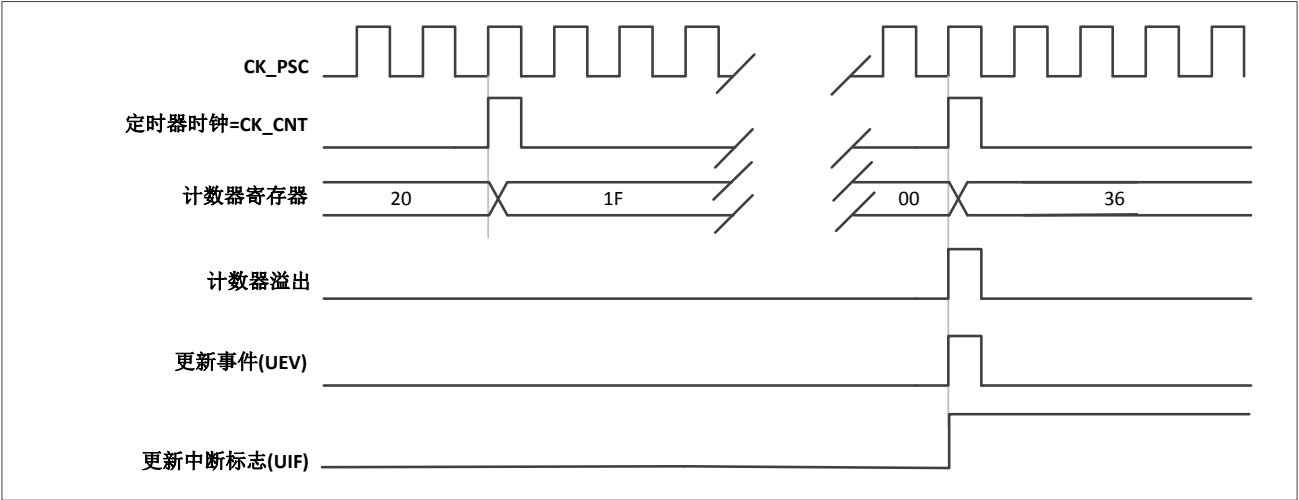 CK_PSC
定时器时钟=CK_CNT
计数器寄存器 20 1F 00 36
计数器溢出
更新事件(UEV)
更新中断标志(UIF)